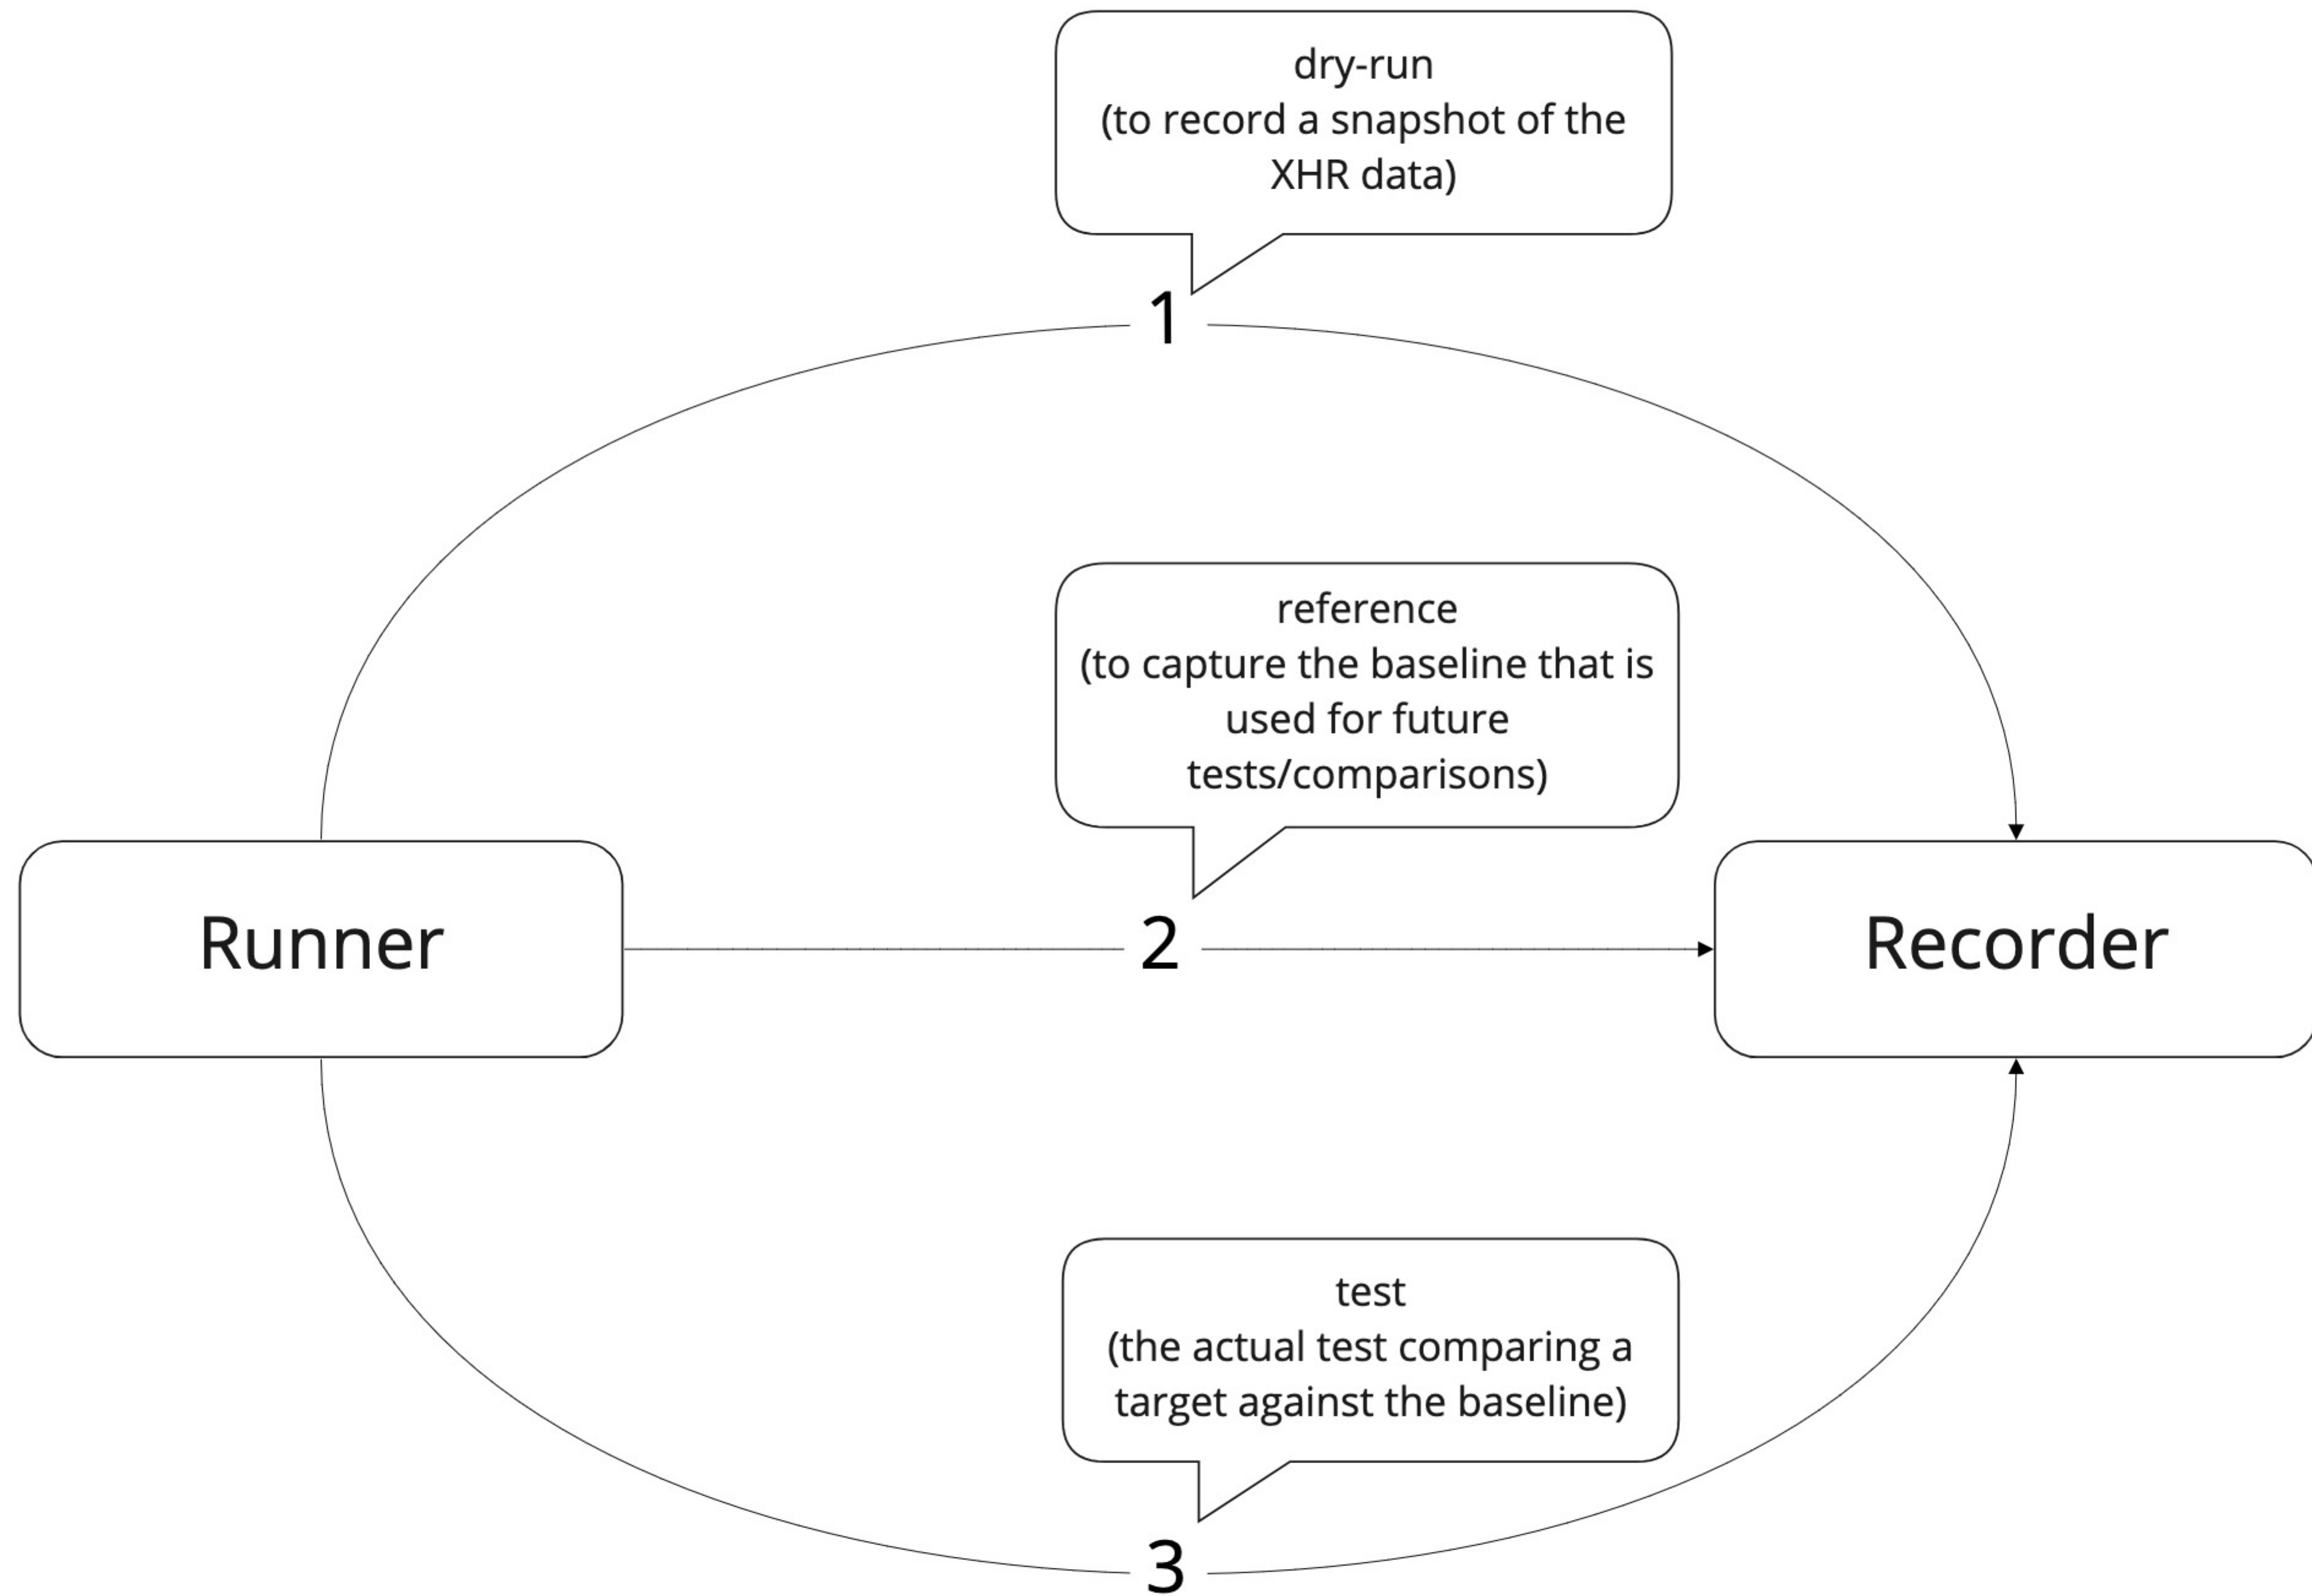 dry-run
(to record a snapshot of the
XHR data)
1
reference
(to capture the baseline that is
used for future
tests/comparisons)
Runner
2
Recorder
test
(the actual test comparing a
target against the baseline)
3